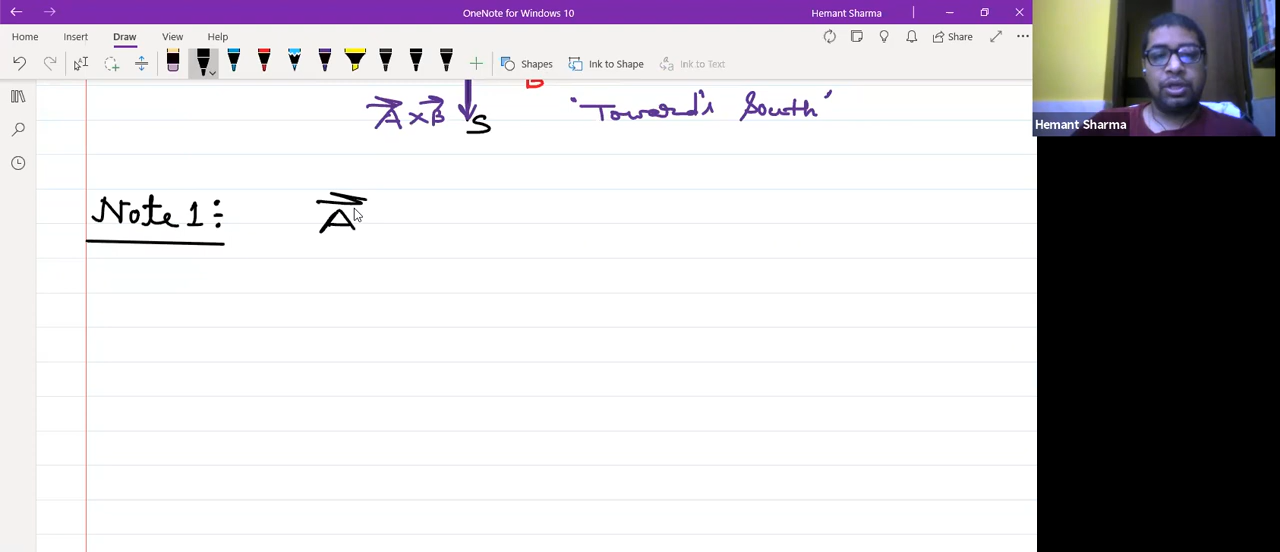 OneNote for Windows 10
Hemant Sharma
Home Insert Draw View Help
Share
Shapes Ink to Shape Ink to Text
Hemant Sharma
B
A × B S 'Toward's South'
Note 1: A